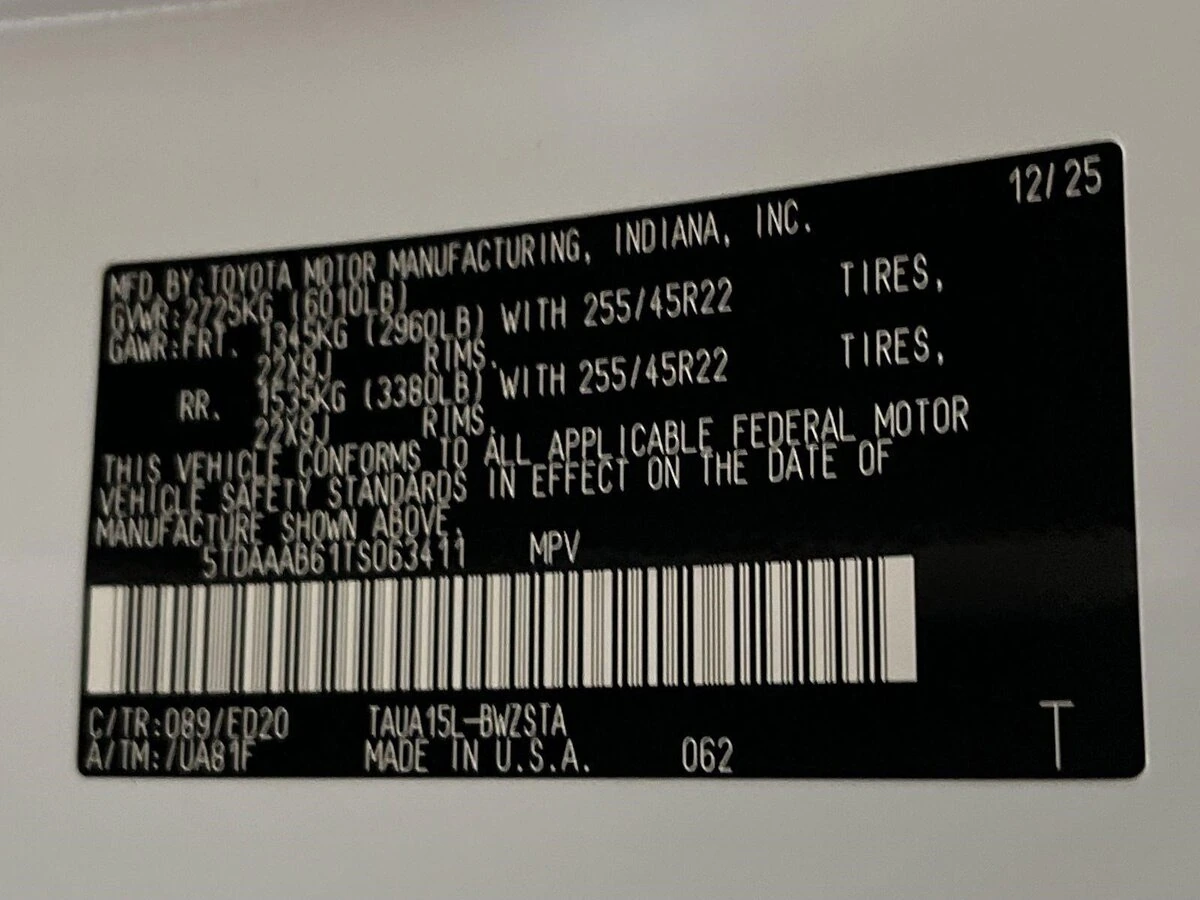 12/25
MFD.BY:TOYOTA MOTOR MANUFACTURING, INDIANA, INC.
GVWR:2725KG (6010LB)
GAWR:FRT. 1345KG (2960LB) WITH 255/45R22 TIRES,
22X9J RIMS.
RR. 1535KG (3380LB) WITH 255/45R22 TIRES,
22X9J RIMS.
THIS VEHICLE CONFORMS TO ALL APPLICABLE FEDERAL MOTOR
VEHICLE SAFETY STANDARDS IN EFFECT ON THE DATE OF
MANUFACTURE SHOWN ABOVE.
5TDAAAB61TS063411 MPV
C/TR:089/ED20 TAUA15L-BWZSTA
A/TM:/UA81F MADE IN U.S.A. 062 T